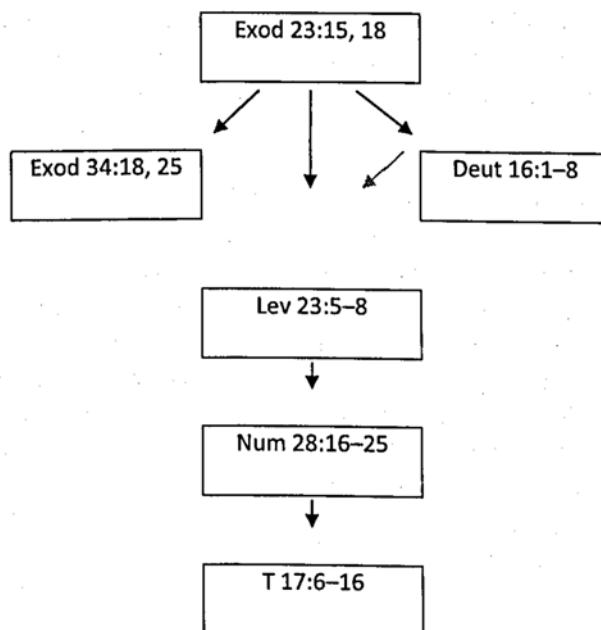 Exod 23:15, 18
Exod 34:18, 25
Deut 16:1–8
Lev 23:5–8
Num 28:16–25
T 17:6–16